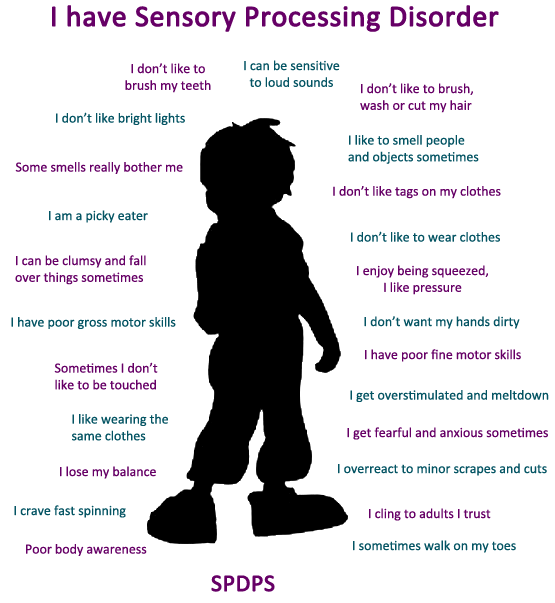 I have Sensory Processing Disorder
I don't like to
brush my teeth
I can be sensitive
to loud sounds
I don't like to brush,
wash or cut my hair
I don't like bright lights
I like to smell people
and objects sometimes
Some smells really bother me
I don't like tags on my clothes
I am a picky eater
I don't like to wear clothes
I can be clumsy and fall
over things sometimes
I enjoy being squeezed,
I like pressure
I have poor gross motor skills
I don't want my hands dirty
Sometimes I don't
like to be touched
I have poor fine motor skills
I get overstimulated and meltdown
I like wearing the
same clothes
I get fearful and anxious sometimes
I lose my balance
I overreact to minor scrapes and cuts
I crave fast spinning
I cling to adults I trust
Poor body awareness
I sometimes walk on my toes
SPDPS